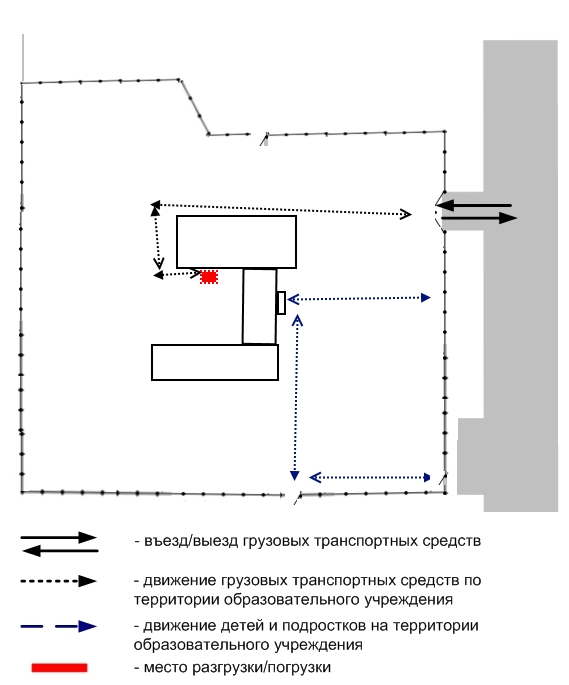 - въезд/выезд грузовых транспортных средств
- движение грузовых транспортных средств по
территории образовательного учреждения
- движение детей и подростков на территории
образовательного учреждения
- место разгрузки/погрузки